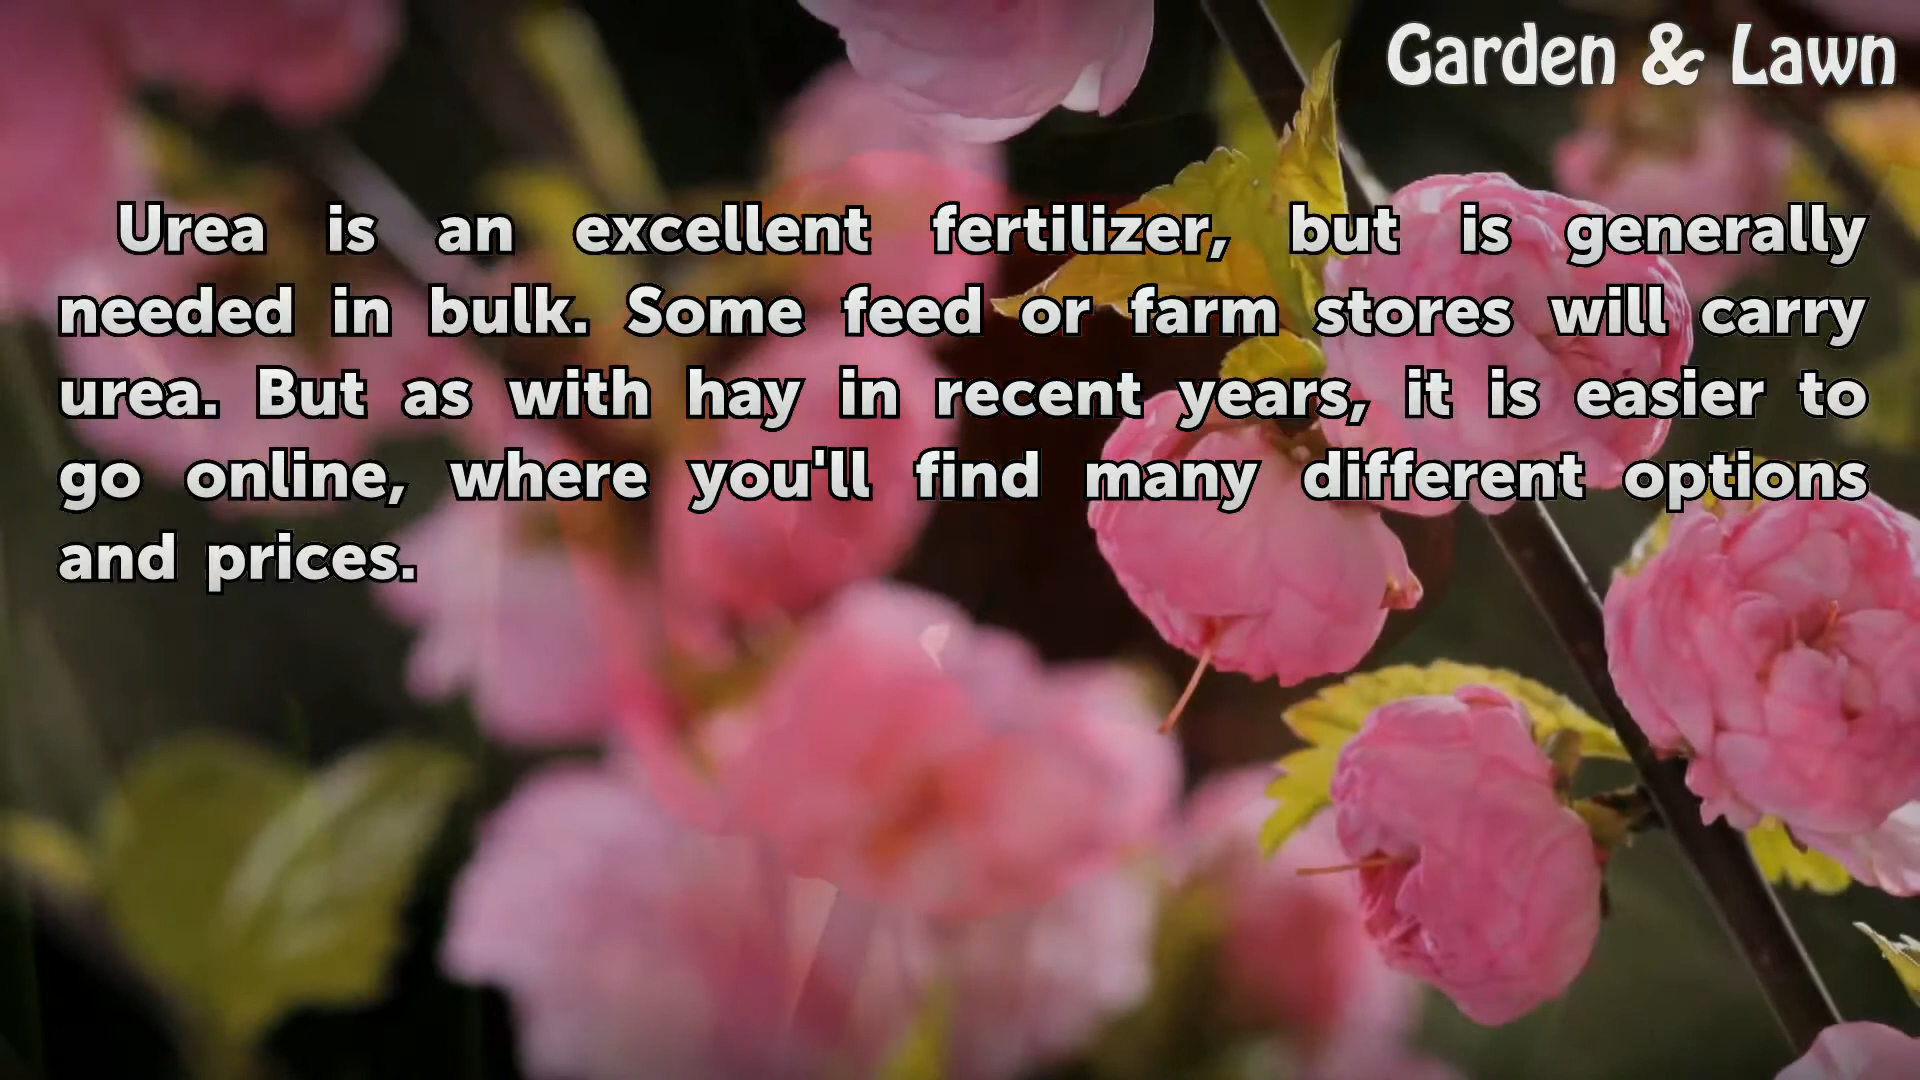 Garden & Lawn
Urea is an excellent fertilizer, but is generally
needed in bulk. Some feed or farm stores will carry
urea. But as with hay in recent years, it is easier to
go online, where you'll find many different options
and prices.